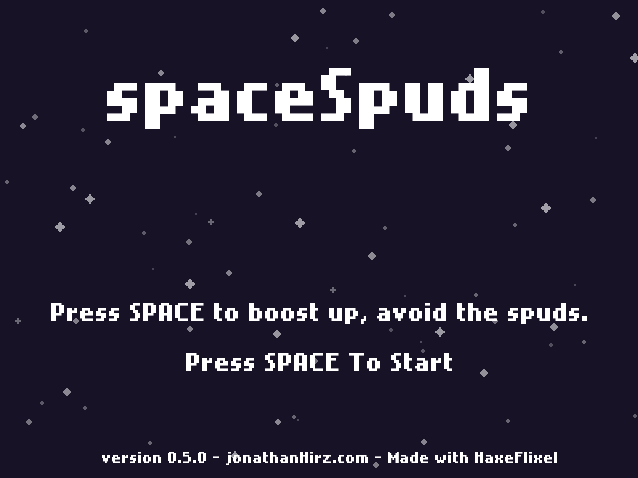 spaceSpuds
Press SPACE to boost up, avoid the spuds.
Press SPACE To Start
version 0.5.0 - jonathanHirz.com - Made with HaxeFlixel